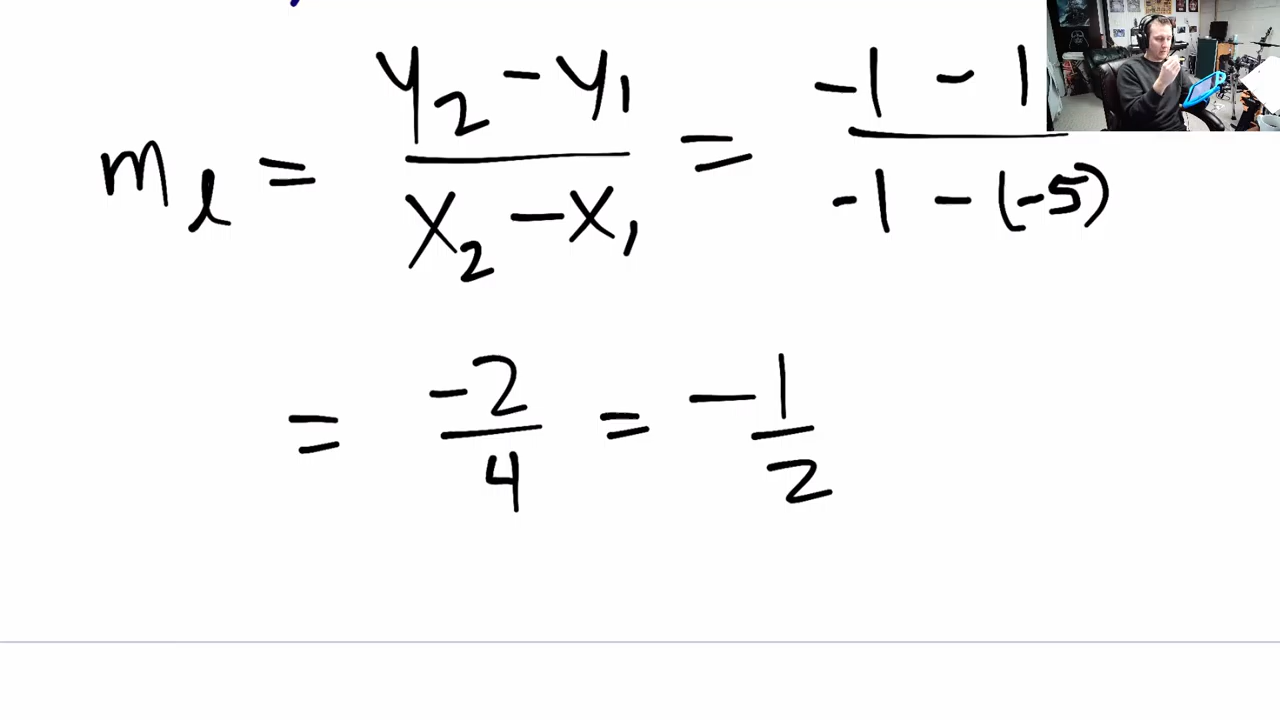 m_l = (y_2 - y_1)/(x_2 - x_1) = (-1 - 1)/(-1 - (-5))
= -2/4 = -1/2